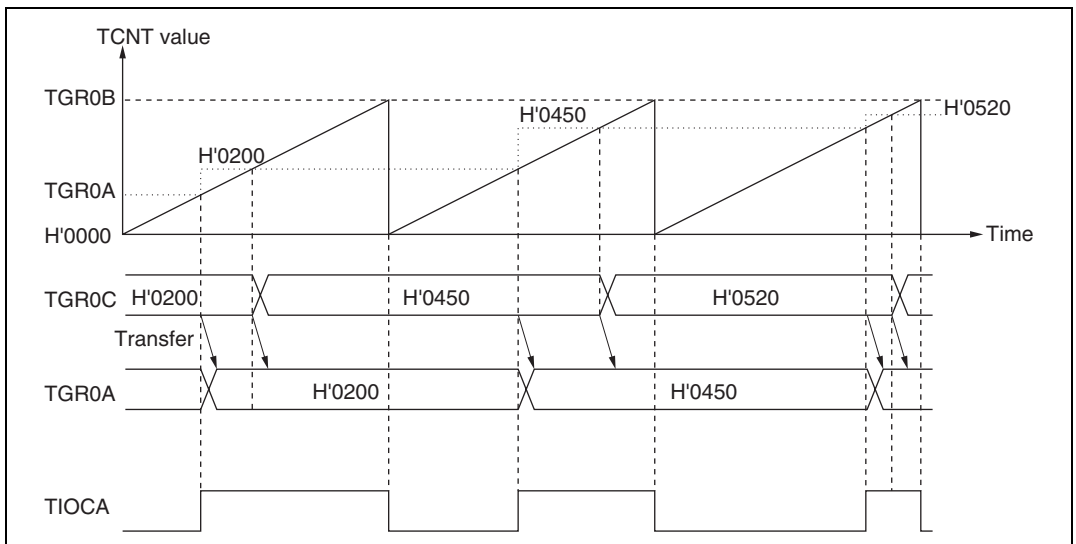 TCNT value
TGR0B
H'0520
H'0450
H'0200
TGR0A
H'0000
Time
TGR0C H'0200 H'0450 H'0520
Transfer
TGR0A H'0200 H'0450
TIOCA